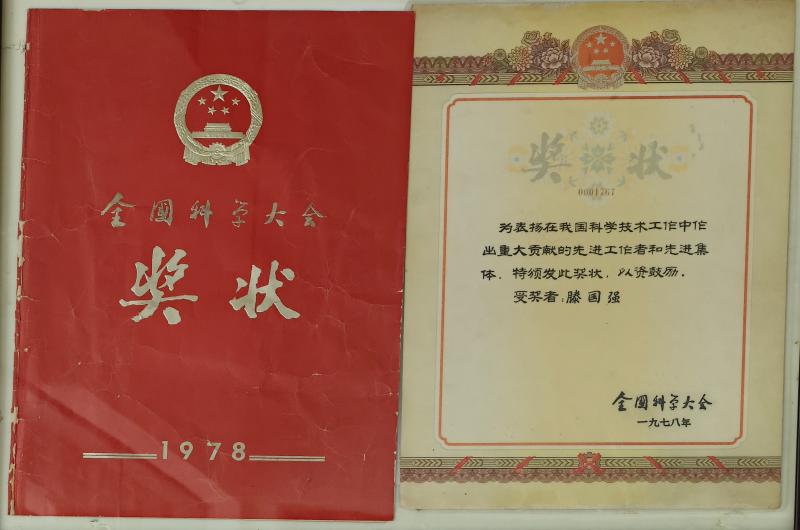 全國科学大会
奖状
1978
奖状
0001767
为表扬在我国科学技术工作中作
出重大贡献的先进工作者和先进集
体，特颁发此奖状，以资鼓励。
受奖者：滕国强
全國科学大会
一九七八年